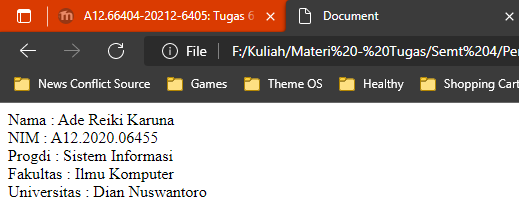 A12.66404-20212-6405: Tugas 6
Document
File
F:/Kuliah/Materi%20-%20Tugas/Semt%204/Per
News Conflict Source
Games
Theme OS
Healthy
Shopping Cart
Nama : Ade Reiki Karuna
NIM : A12.2020.06455
Progdi : Sistem Informasi
Fakultas : Ilmu Komputer
Universitas : Dian Nuswantoro